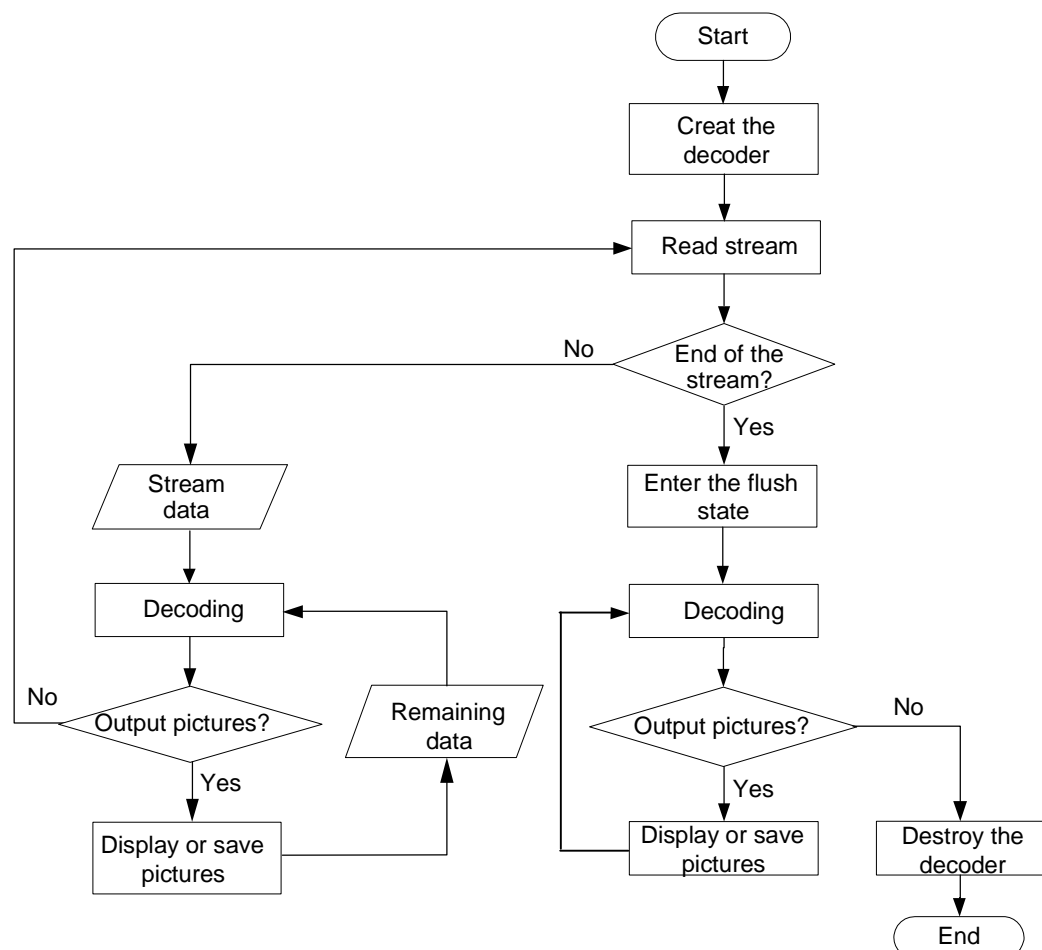 Start
Creat the
decoder
Read stream
No
End of the
stream?
Yes
Stream
data
Enter the flush
state
Decoding
Decoding
No
Output pictures?
Remaining
data
Output pictures?
No
Yes
Yes
Display or save
pictures
Display or save
pictures
Destroy the
decoder
End